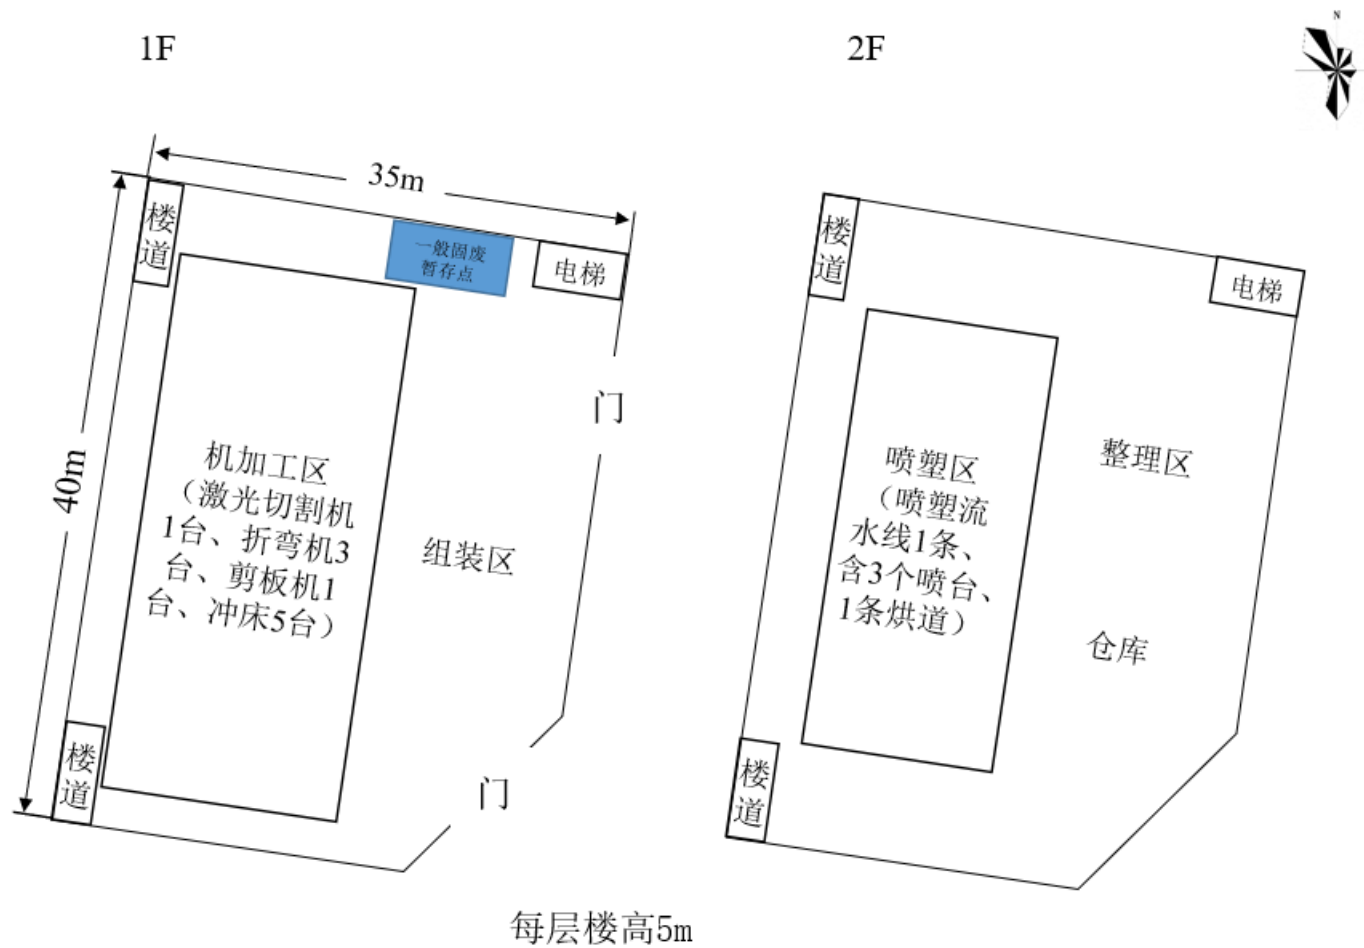 1F
2F
N
35m
楼
道
一般固废
暂存点
电梯
门
40m
机加工区
（激光切割机
1台、折弯机3
台、剪板机1
台、冲床5台）
组装区
楼
道
门
楼
道
电梯
喷塑区
（喷塑流
水线1条、
含3个喷台、
1条烘道）
整理区
仓库
楼
道
每层楼高5m